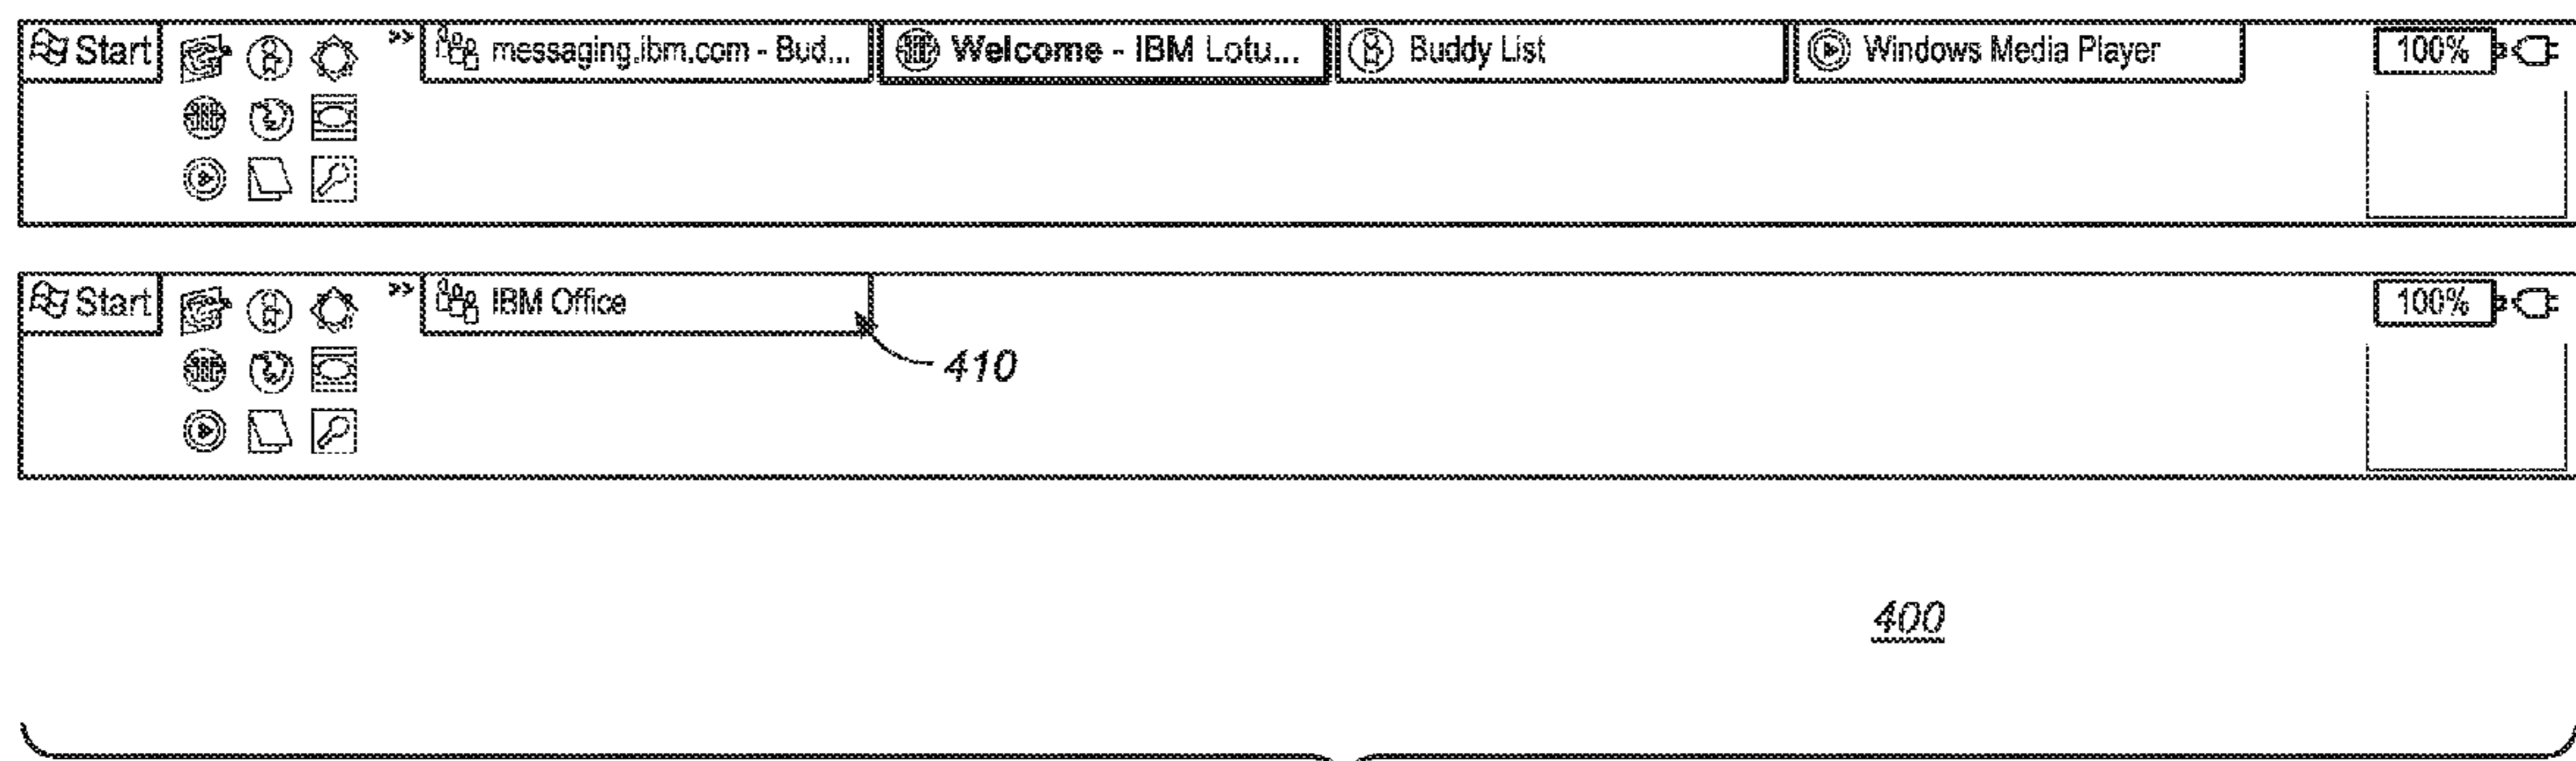 Start » messaging.ibm.com - Bud... Welcome - IBM Lotu... Buddy List Windows Media Player 100%
Start » IBM Office 100%
410
400